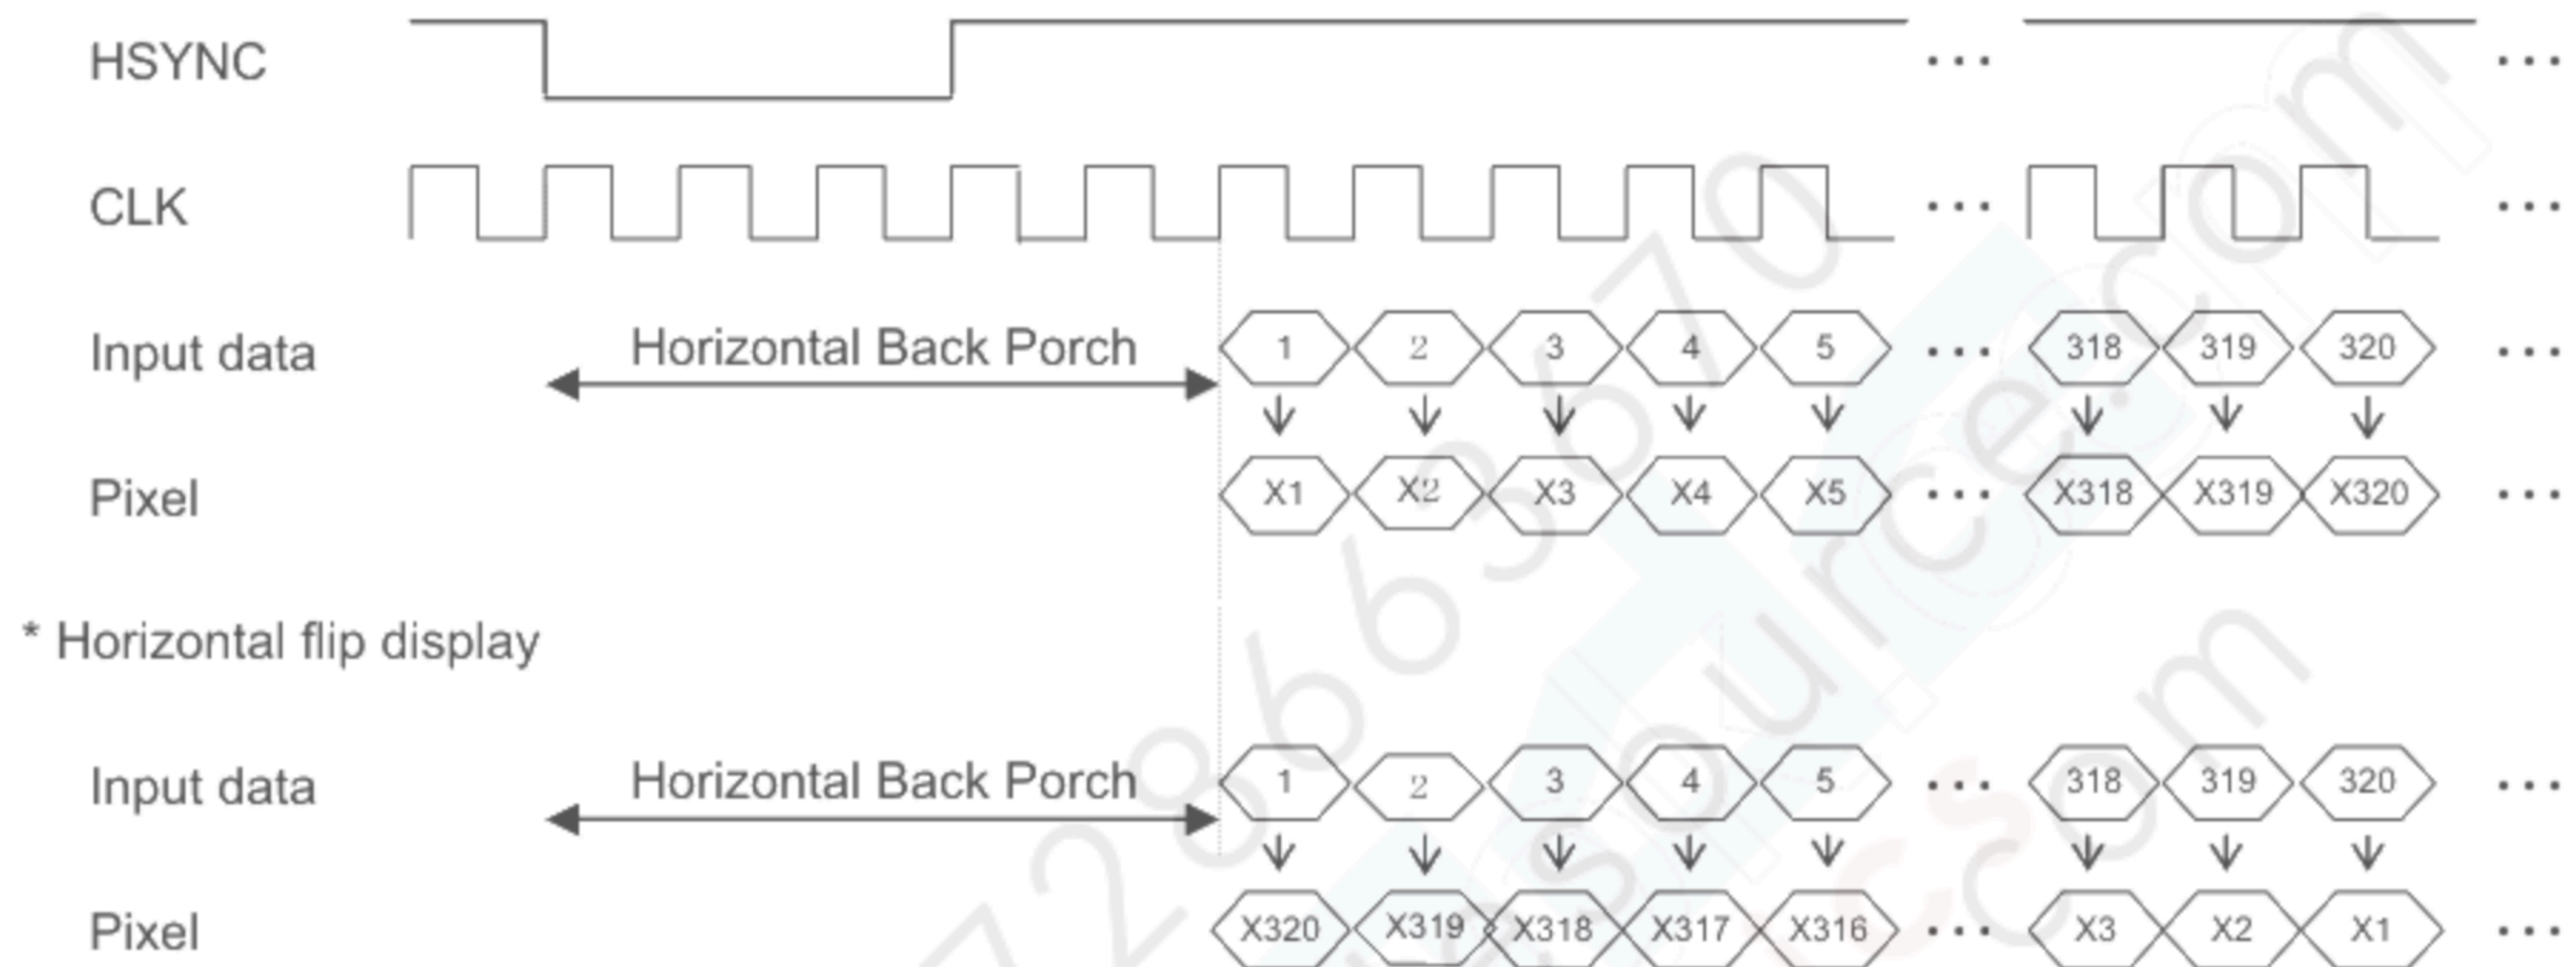 HSYNC ... ...
CLK ... ...
Input data Horizontal Back Porch 1 2 3 4 5 ... 318 319 320 ...
Pixel X1 X2 X3 X4 X5 ... X318 X319 X320 ...
* Horizontal flip display
Input data Horizontal Back Porch 1 2 3 4 5 ... 318 319 320 ...
Pixel X320 X319 X318 X317 X316 ... X3 X2 X1 ...